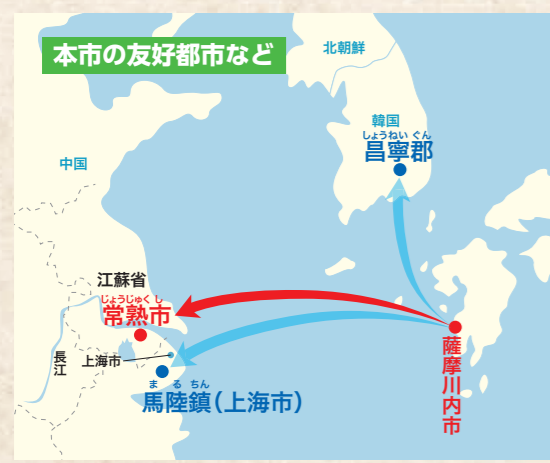 本市の友好都市など
北朝鮮
韓国
しょうねい ぐん
昌寧郡
中国
江蘇省
じょうじゅく し
常熟市
長江
上海市
ま る ちん
馬陸鎮(上海市)
薩摩川内市